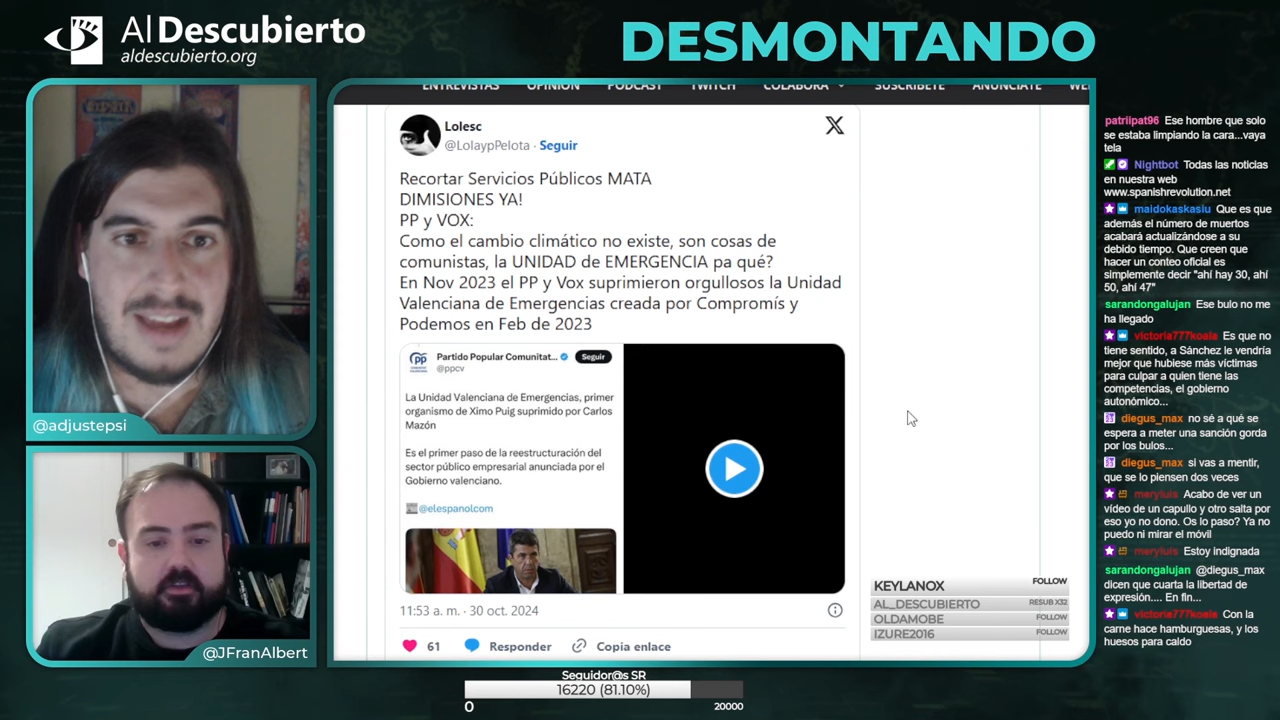 Al Descubierto
aldescubierto.org
DESMONTANDO
@adjustepsi
@JFranAlbert
ENTREVISTAS OPINIÓN PODCAST TWITCH COLABORA SUSCRÍBETE ANÚNCIATE
Lolesc
@LolaypPelota · Seguir
Recortar Servicios Públicos MATA
DIMISIONES YA!
PP y VOX:
Como el cambio climático no existe, son cosas de
comunistas, la UNIDAD de EMERGENCIA pa qué?
En Nov 2023 el PP y Vox suprimieron orgullosos la Unidad
Valenciana de Emergencias creada por Compromís y
Podemos en Feb de 2023
Partido Popular Comunitat...
Seguir
@ppcv
La Unidad Valenciana de Emergencias, primer
organismo de Ximo Puig suprimido por Carlos
Mazón
Es el primer paso de la reestructuración del
sector público empresarial anunciada por el
Gobierno valenciano.
@elespanolcom
11:53 a. m. · 30 oct. 2024
61 Responder Copia enlace
KEYLANOX FOLLOW
AL_DESCUBIERTO RESUB X32
OLDAMOBE FOLLOW
IZURE2016 FOLLOW
patriipat96 Ese hombre que solo
se estaba limpiando la cara...vaya
tela
Nightbot Todas las noticias
en nuestra web
www.spanishrevolution.net
maidokaskasiu Que es que
además el número de muertos
acabará actualizándose a su
debido tiempo. Que creen que
hacer un conteo oficial es
simplemente decir "ahí hay 30, ahí
50, ahí 47"
sarandongalujan Ese bulo no me
ha llegado
victoria777koala Es que no
tiene sentido, a Sánchez le vendría
mejor que hubiese más víctimas
para culpar a quien tiene las
competencias, el gobierno
autonómico...
diegus_max no sé a qué se
espera a meter una sanción gorda
por los bulos...
diegus_max si vas a mentir,
que se lo piensen dos veces
meryluis Acabo de ver un
vídeo de un capullo y otro salta por
eso yo no dono. Os lo paso? Ya no
puedo ni mirar el móvil
meryluis Estoy indignada
sarandongalujan @diegus_max
dicen que cuarta la libertad de
expresión.... En fin...
victoria777koala Con la
carne hace hamburguesas, y los
huesos para caldo
Seguidor@s SR
16220 (81.10%)
0 20000